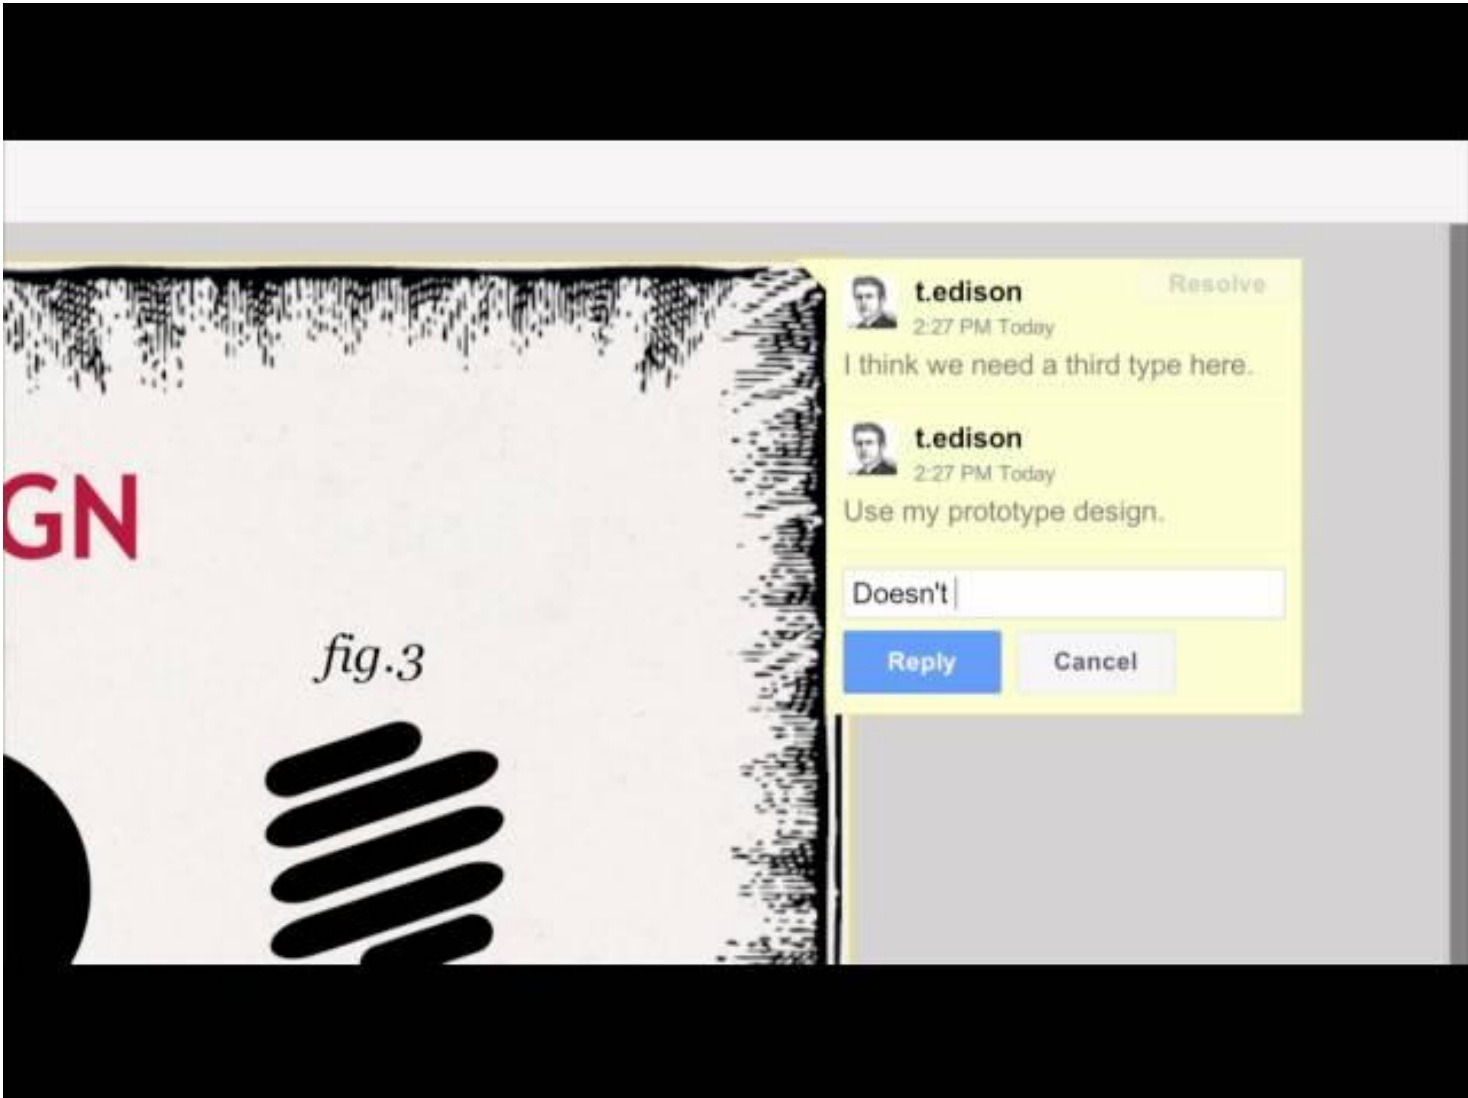 GN
fig.3
t.edison
Resolve
2:27 PM Today
I think we need a third type here.
t.edison
2:27 PM Today
Use my prototype design.
Doesn't
Reply
Cancel